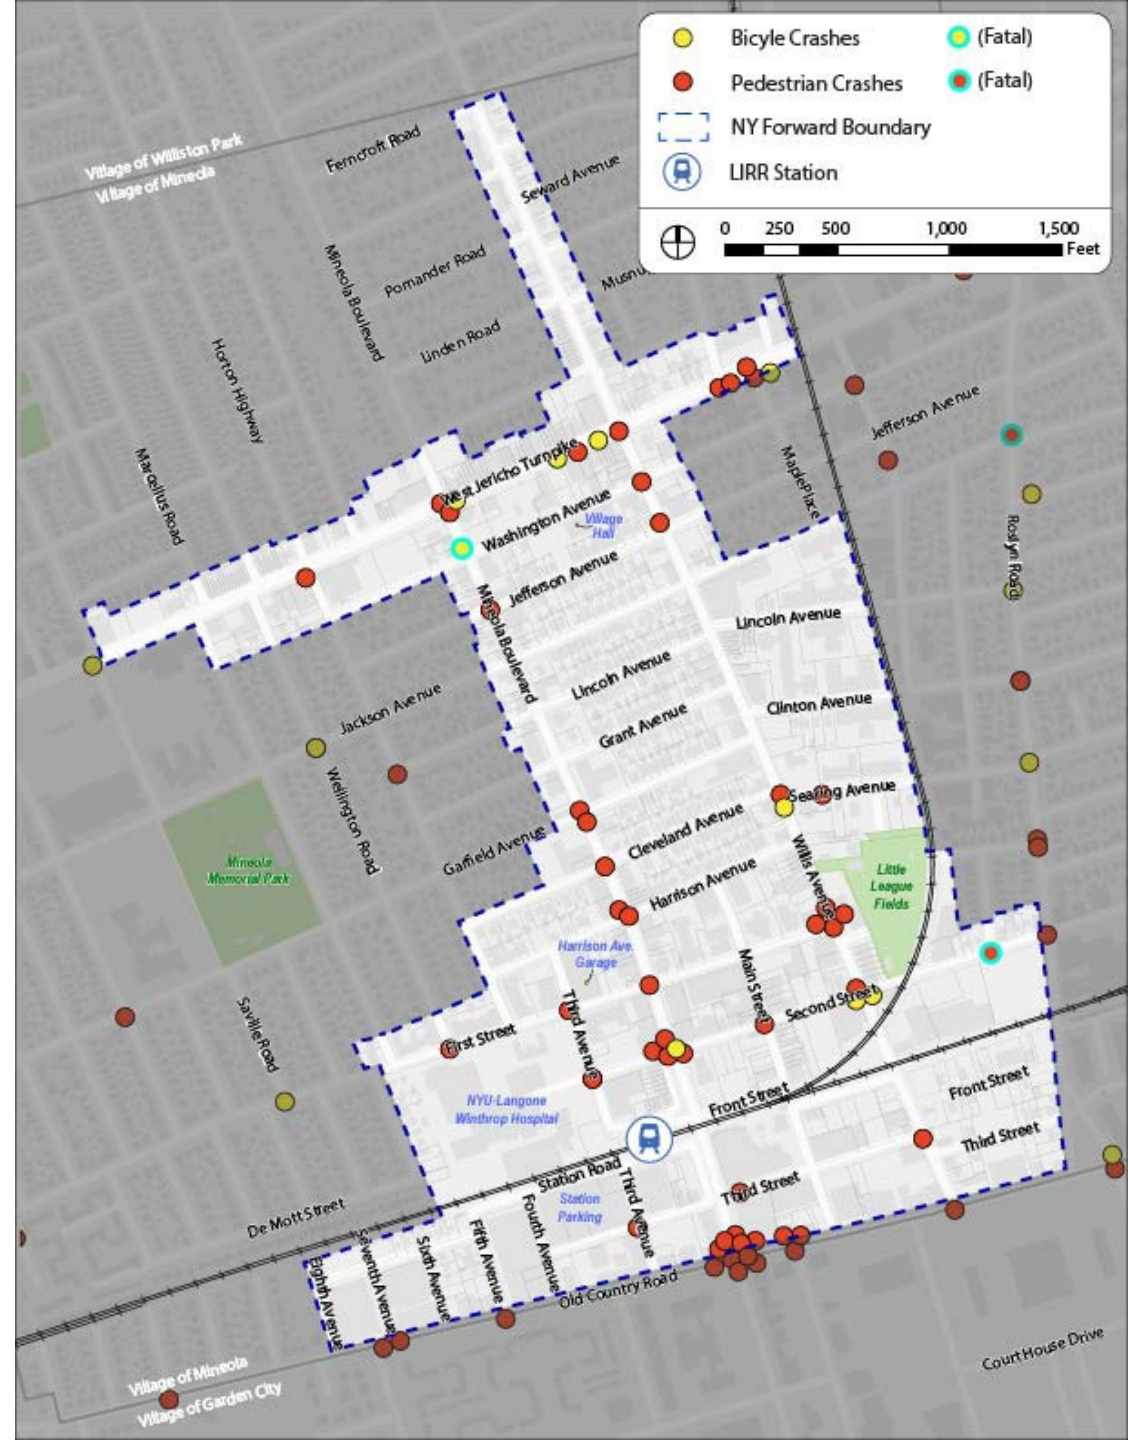 Bicyle Crashes
(Fatal)
Pedestrian Crashes
(Fatal)
NY Forward Boundary
LIRR Station
0 250 500 1,000 1,500
Feet
Village of Williston Park
Village of Mineola
Ferncroft Road
Seward Avenue
Mineola Boulevard
Pomander Road
Linden Road
Horton Highway
Marcellus Road
Jefferson Avenue
Maple Place
Roslyn Road
West Jericho Turnpike
Washington Avenue
Village
Hall
Jefferson Avenue
Mineola Boulevard
Lincoln Avenue
Lincoln Avenue
Jackson Avenue
Clinton Avenue
Grant Avenue
Wellington Road
Searing Avenue
Cleveland Avenue
Garfield Avenue
Willis Avenue
Mineola
Memorial Park
Harrison Avenue
Little
League
Fields
Harrison Ave.
Garage
Main Street
Second Street
Saville Road
Third Avenue
First Street
NYU-Langone
Winthrop Hospital
Front Street
Front Street
Third Street
Station Road
Third Avenue
Third Street
Station
Parking
De Mott Street
Fourth Avenue
Fifth Avenue
Sixth Avenue
Seventh Avenue
Eighth Avenue
Old Country Road
Court House Drive
Village of Mineola
Village of Garden City